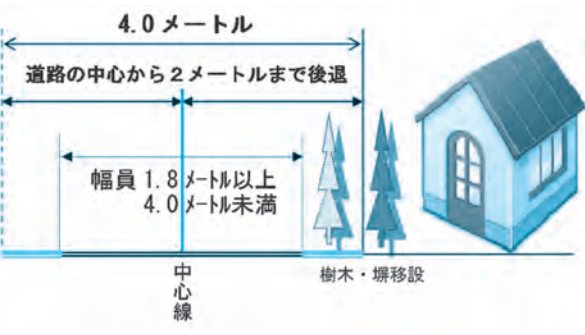 4.0メートル
道路の中心から2メートルまで後退
幅員1.8メートル以上
4.0メートル未満
中心線
樹木・塀移設